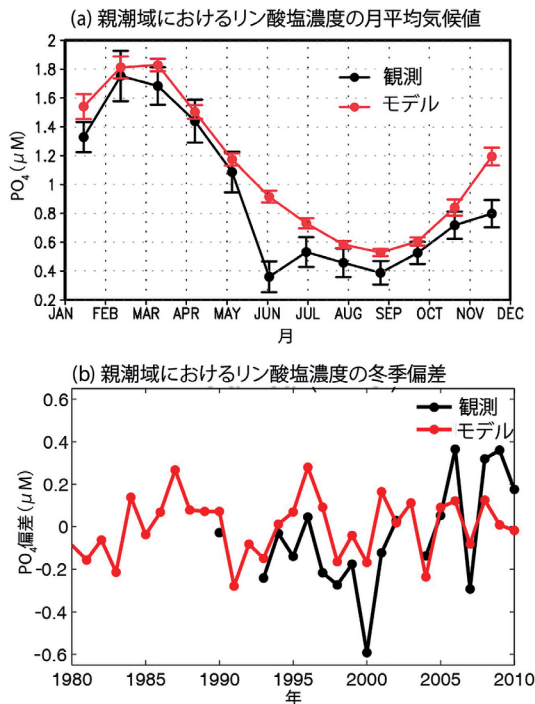 (a) 親潮域におけるリン酸塩濃度の月平均気候値
2
1.8
1.6
1.4
1.2
1
0.8
0.6
0.4
0.2
PO₄(μM)
観測
モデル
JAN FEB MAR APR MAY JUN JUL AUG SEP OCT NOV DEC
月
(b) 親潮域におけるリン酸塩濃度の冬季偏差
0.6
0.4
0.2
0
-0.2
-0.4
-0.6
PO₄偏差(μM)
観測
モデル
1980 1985 1990 1995 2000 2005 2010
年